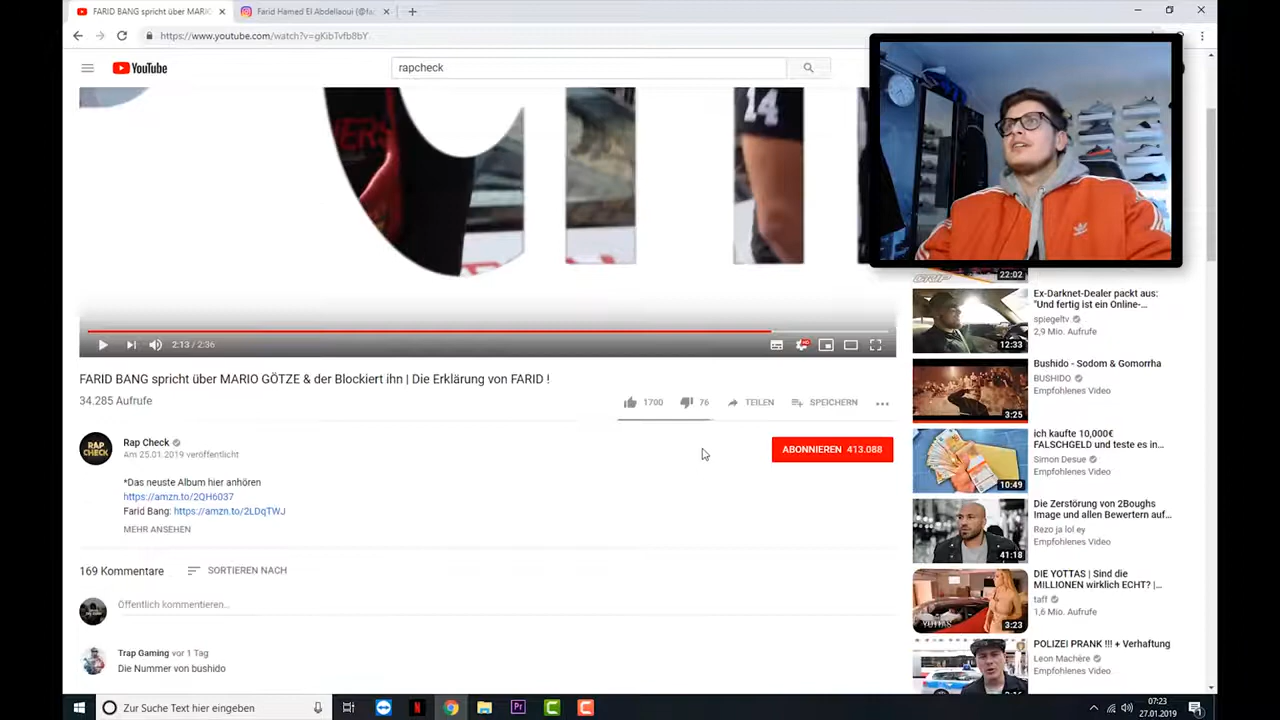 FARID BANG spricht über MARIO
Farid Hamed El Abdellaoui (@fa
https://www.youtube.com/watch?v=gKibTvfb8bY
YouTube
rapcheck
14
22:02
2:13 / 2:36
HD
FARID BANG spricht über MARIO GÖTZE & der Blockiert ihn | Die Erklärung von FARID !
34.285 Aufrufe
1700
76
TEILEN
SPEICHERN
RAP CHECK
Rap Check
Am 25.01.2019 veröffentlicht
ABONNIEREN 413.088
*Das neuste Album hier anhören
https://amzn.to/2QH6037
Farid Bang: https://amzn.to/2LDqTWJ
MEHR ANSEHEN
169 Kommentare
SORTIEREN NACH
Öffentlich kommentieren...
Trap Gaming vor 1 Tag
Die Nummer von bushido
Ex-Darknet-Dealer packt aus:
"Und fertig ist ein Online-...
spiegeltv
2,9 Mio. Aufrufe
12:33
Bushido - Sodom & Gomorrha
BUSHIDO
Empfohlenes Video
3:25
ich kaufte 10,000€
FALSCHGELD und teste es in...
Simon Desue
Empfohlenes Video
10:49
Die Zerstörung von 2Boughs
Image und allen Bewertern auf...
Rezo ja lol ey
Empfohlenes Video
41:18
DIE YOTTAS | Sind die
MILLIONEN wirklich ECHT? |...
taff
1,6 Mio. Aufrufe
3:23
POLIZEI PRANK !!! + Verhaftung
Leon Machère
Empfohlenes Video
Zur Suche Text hier eingeben
07:23
27.01.2019